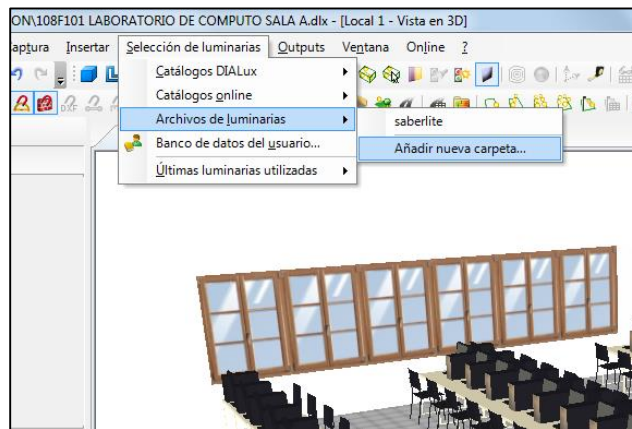 ON\108F101 LABORATORIO DE COMPUTO SALA A.dlx - [Local 1 - Vista en 3D]
aptura Insertar Selección de luminarias Outputs Ventana Online ?
Catálogos DIALux
Catálogos online
Archivos de luminarias
saberlite
Banco de datos del usuario...
Añadir nueva carpeta...
Últimas luminarias utilizadas
DXF